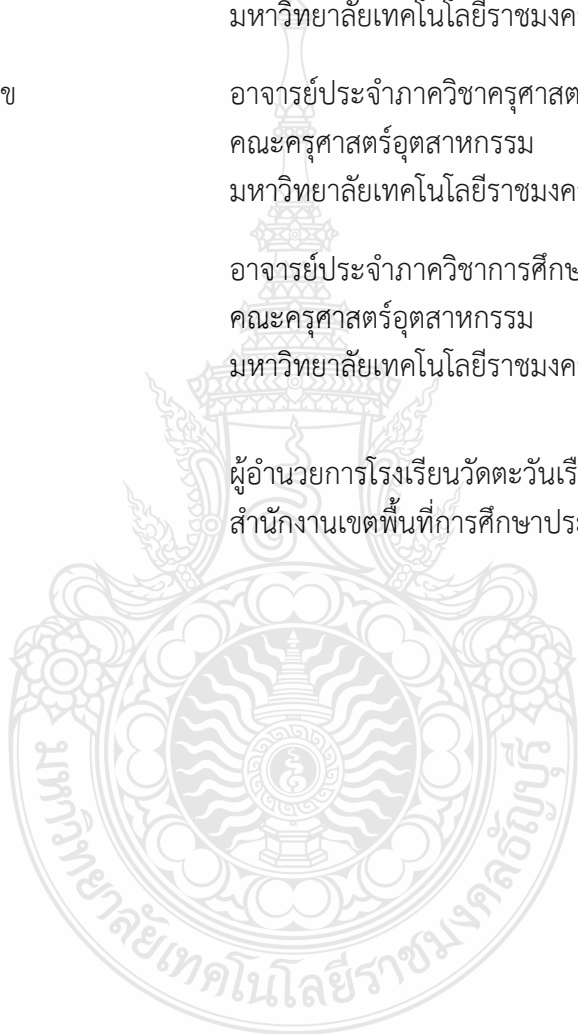 มหาวิทยาลัยเทคโนโลยีราชมงค
ข อาจารย์ประจำภาควิชาครุศาสต
คณะครุศาสตร์อุตสาหกรรม
มหาวิทยาลัยเทคโนโลยีราชมงค
อาจารย์ประจำภาควิชาการศึกษ
คณะครุศาสตร์อุตสาหกรรม
มหาวิทยาลัยเทคโนโลยีราชมงค
ผู้อำนวยการโรงเรียนวัดตะวันเรื
สำนักงานเขตพื้นที่การศึกษาประ
มหาวิทยาลัยเทคโนโลยีราชมงคลธัญบุรี